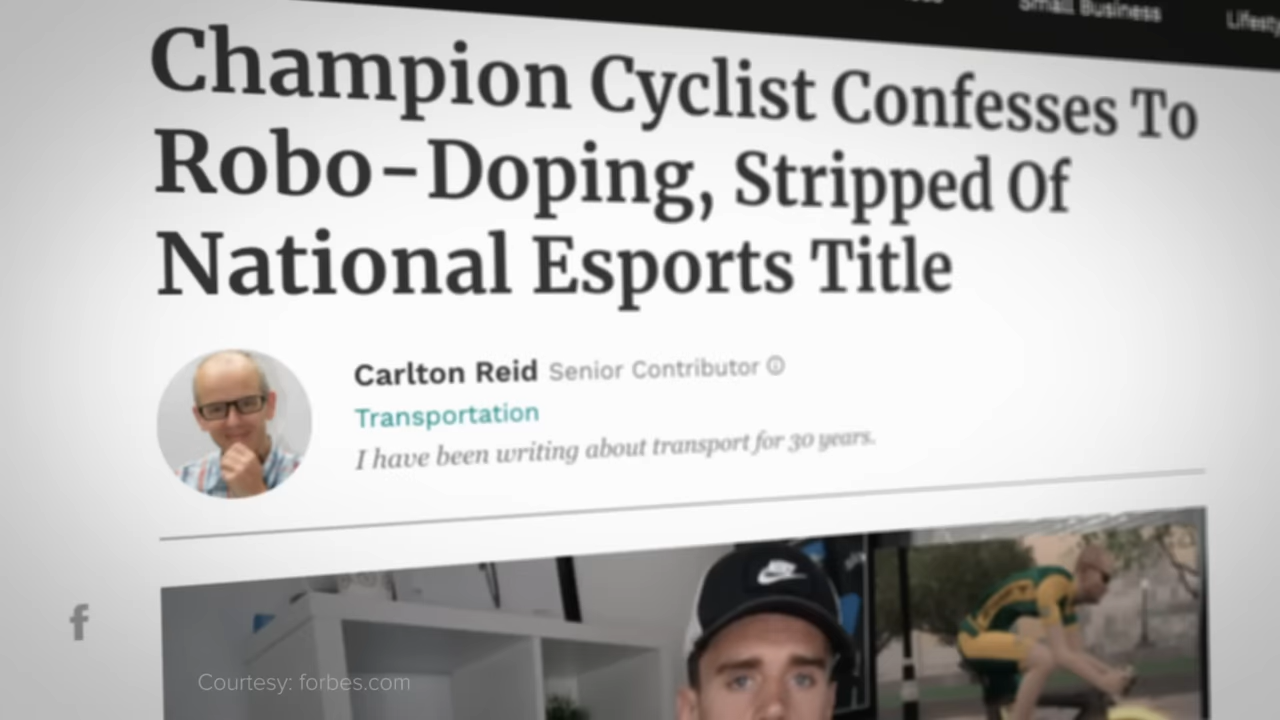 Small Business
Champion Cyclist Confesses To
Robo-Doping, Stripped Of
National Esports Title
Carlton Reid Senior Contributor
Transportation
I have been writing about transport for 30 years.
f
Courtesy: forbes.com